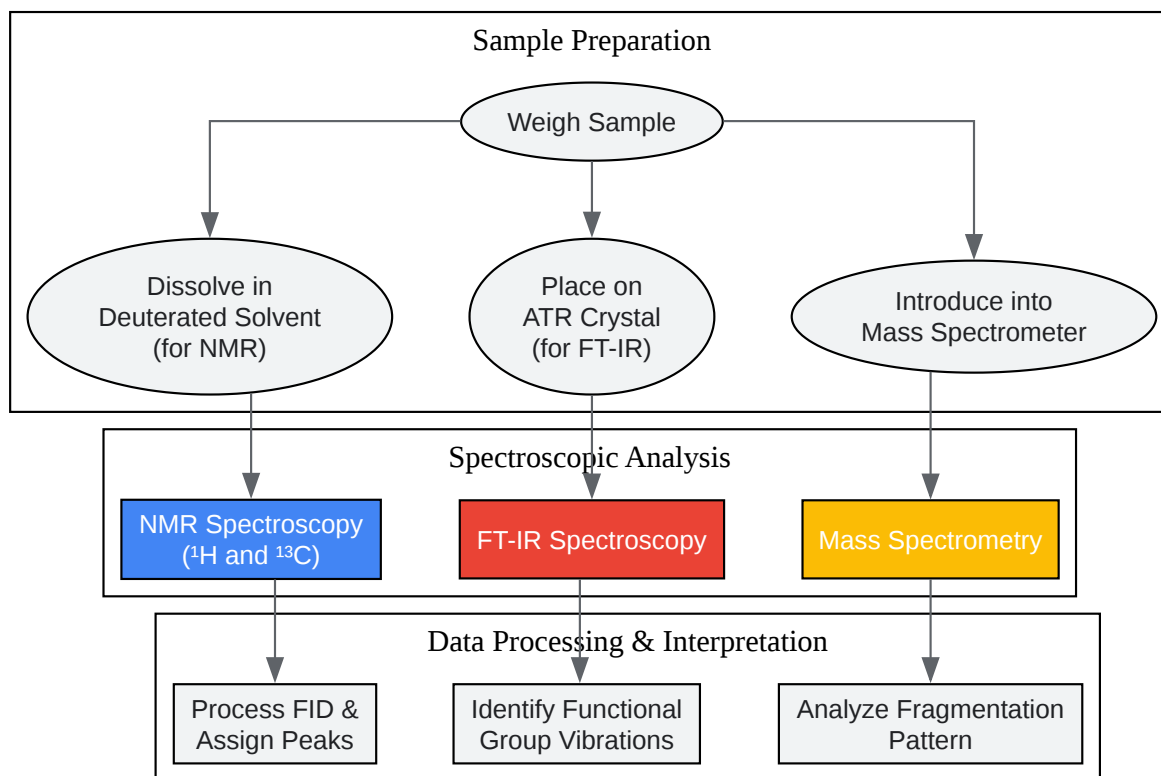 Sample Preparation
Weigh Sample
Dissolve in
Deuterated Solvent
(for NMR)
Place on
ATR Crystal
(for FT-IR)
Introduce into
Mass Spectrometer
Spectroscopic Analysis
NMR Spectroscopy
(¹H and ¹³C)
FT-IR Spectroscopy
Mass Spectrometry
Data Processing & Interpretation
Process FID &
Assign Peaks
Identify Functional
Group Vibrations
Analyze Fragmentation
Pattern